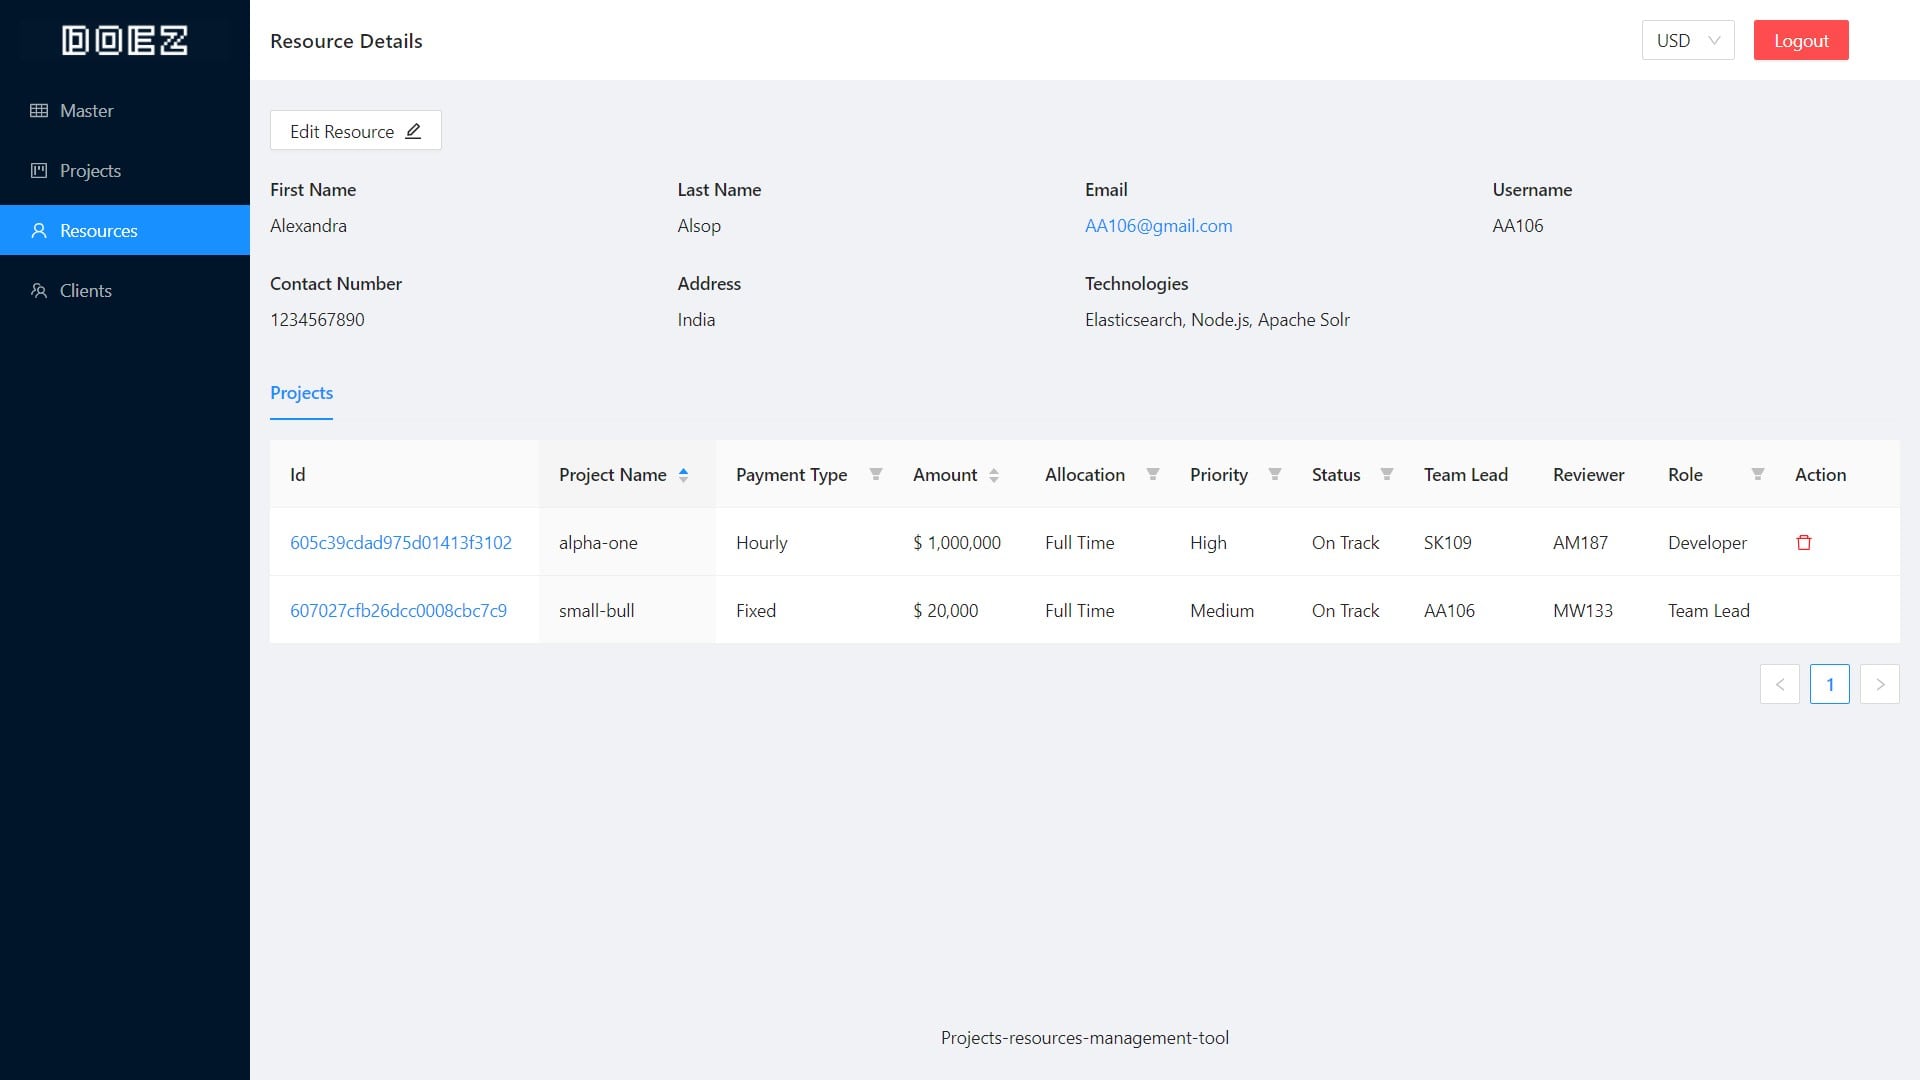 DOEZ
Resource Details
USD
Logout
Master
Projects
Resources
Clients
Edit Resource
First Name Last Name Email Username
Alexandra Alsop AA106@gmail.com AA106
Contact Number Address Technologies
1234567890 India Elasticsearch, Node.js, Apache Solr
Projects
Id Project Name Payment Type Amount Allocation Priority Status Team Lead Reviewer Role Action
605c39cdad975d01413f3102 alpha-one Hourly $ 1,000,000 Full Time High On Track SK109 AM187 Developer
607027cfb26dcc0008cbc7c9 small-bull Fixed $ 20,000 Full Time Medium On Track AA106 MW133 Team Lead
< 1 >
Projects-resources-management-tool